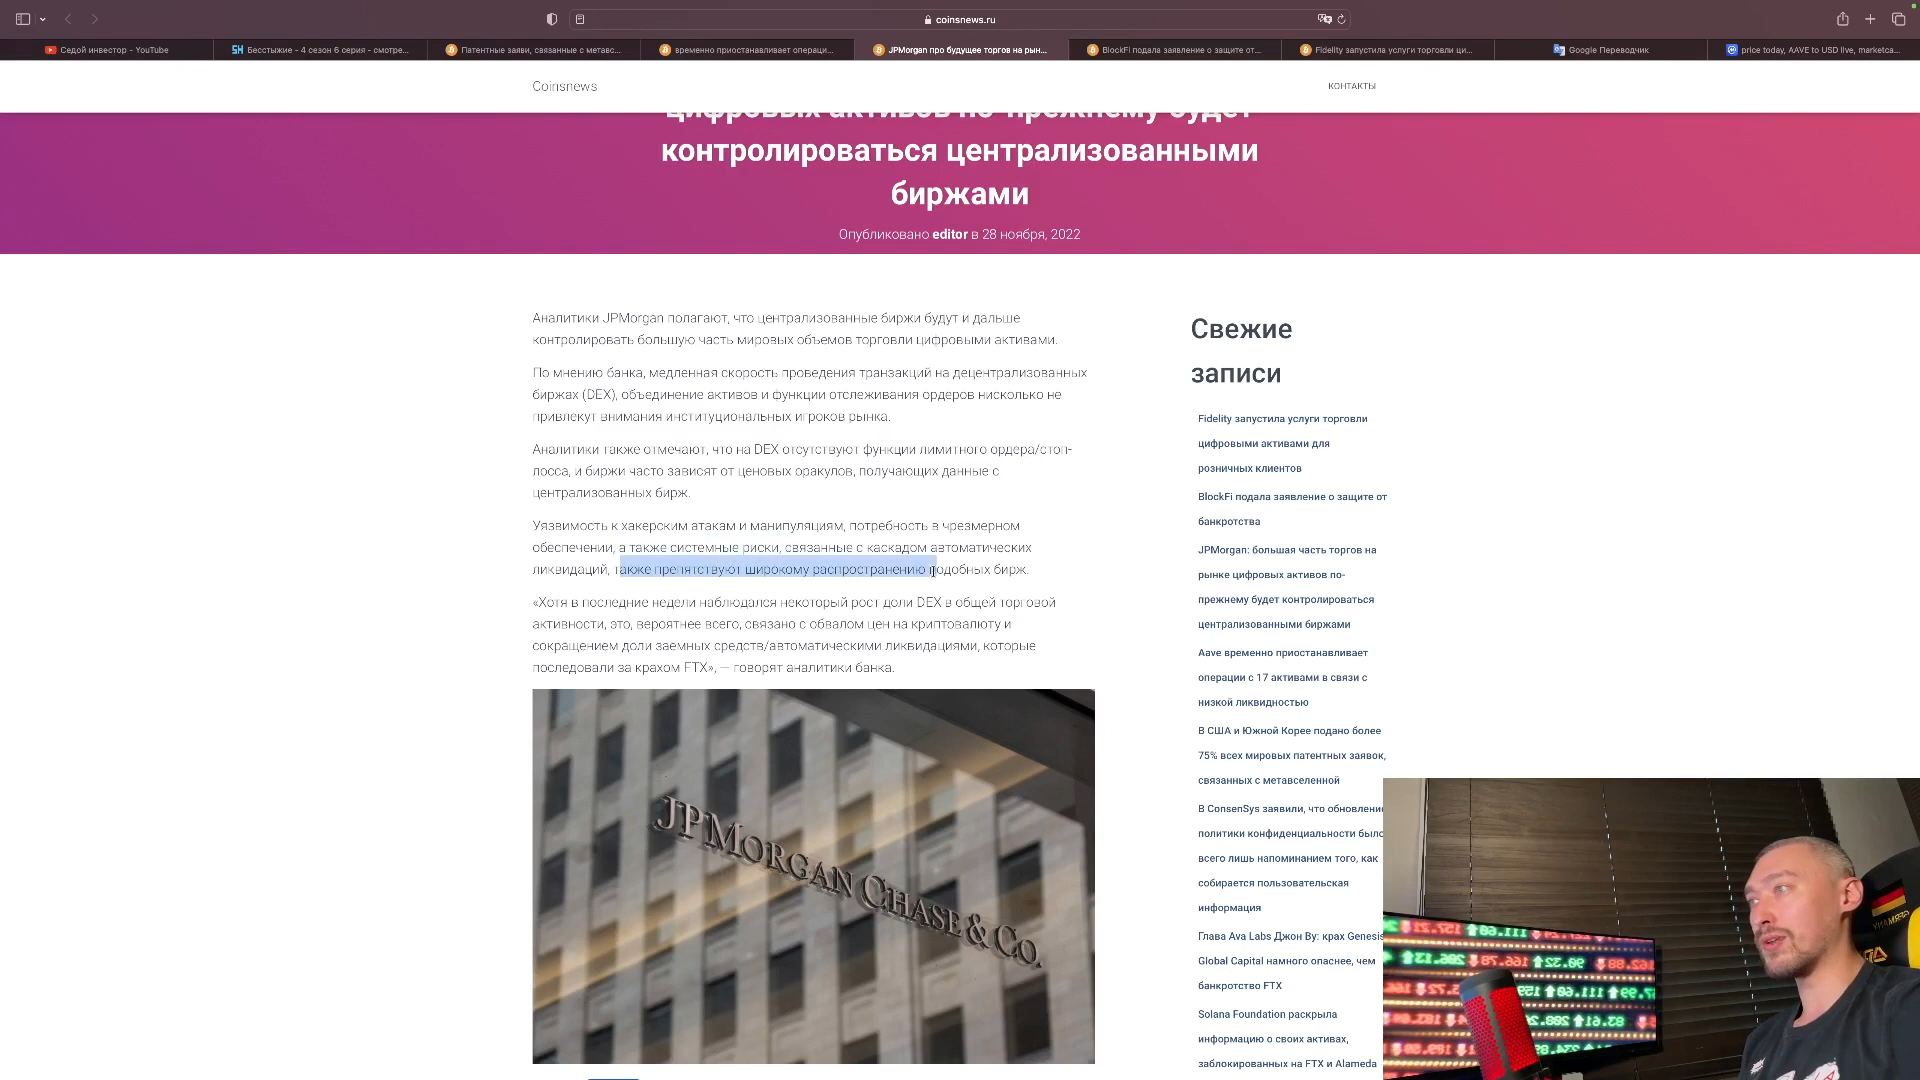 coinsnews.ru
Седой инвестор - YouTube
Бесстыжие - 4 сезон 6 серия - смотре...
Патентные заяви, связанные с метавс...
временно приостанавливает операци...
JPMorgan про будущее торгов на рын...
BlockFi подала заявление о защите от...
Fidelity запустила услуги торговли ци...
Google Переводчик
price today, AAVE to USD live, marketca...
Coinsnews
КОНТАКТЫ
цифровых активов по-прежнему будет
контролироваться централизованными
биржами
Опубликовано editor в 28 ноября, 2022
Аналитики JPMorgan полагают, что централизованные биржи будут и дальше
контролировать большую часть мировых объемов торговли цифровыми активами.
По мнению банка, медленная скорость проведения транзакций на децентрализованных
биржах (DEX), объединение активов и функции отслеживания ордеров нисколько не
привлекут внимания институциональных игроков рынка.
Аналитики также отмечают, что на DEX отсутствуют функции лимитного ордера/стоп-
лосса, и биржи часто зависят от ценовых оракулов, получающих данные с
централизованных бирж.
Уязвимость к хакерским атакам и манипуляциям, потребность в чрезмерном
обеспечении, а также системные риски, связанные с каскадом автоматических
ликвидаций, также препятствуют широкому распространению подобных бирж.
«Хотя в последние недели наблюдался некоторый рост доли DEX в общей торговой
активности, это, вероятнее всего, связано с обвалом цен на криптовалюту и
сокращением доли заемных средств/автоматическими ликвидациями, которые
последовали за крахом FTX», — говорят аналитики банка.
JPMORGAN CHASE & CO.
Свежие
записи
Fidelity запустила услуги торговли
цифровыми активами для
розничных клиентов
BlockFi подала заявление о защите от
банкротства
JPMorgan: большая часть торгов на
рынке цифровых активов по-
прежнему будет контролироваться
централизованными биржами
Aave временно приостанавливает
операции с 17 активами в связи с
низкой ликвидностью
В США и Южной Корее подано более
75% всех мировых патентных заявок,
связанных с метавселенной
В ConsenSys заявили, что обновление
политики конфиденциальности было
всего лишь напоминанием того, как
собирается пользовательская
информация
Глава Ava Labs Джон Ву: крах Genesis
Global Capital намного опаснее, чем
банкротство FTX
Solana Foundation раскрыла
информацию о своих активах,
заблокированных на FTX и Alameda